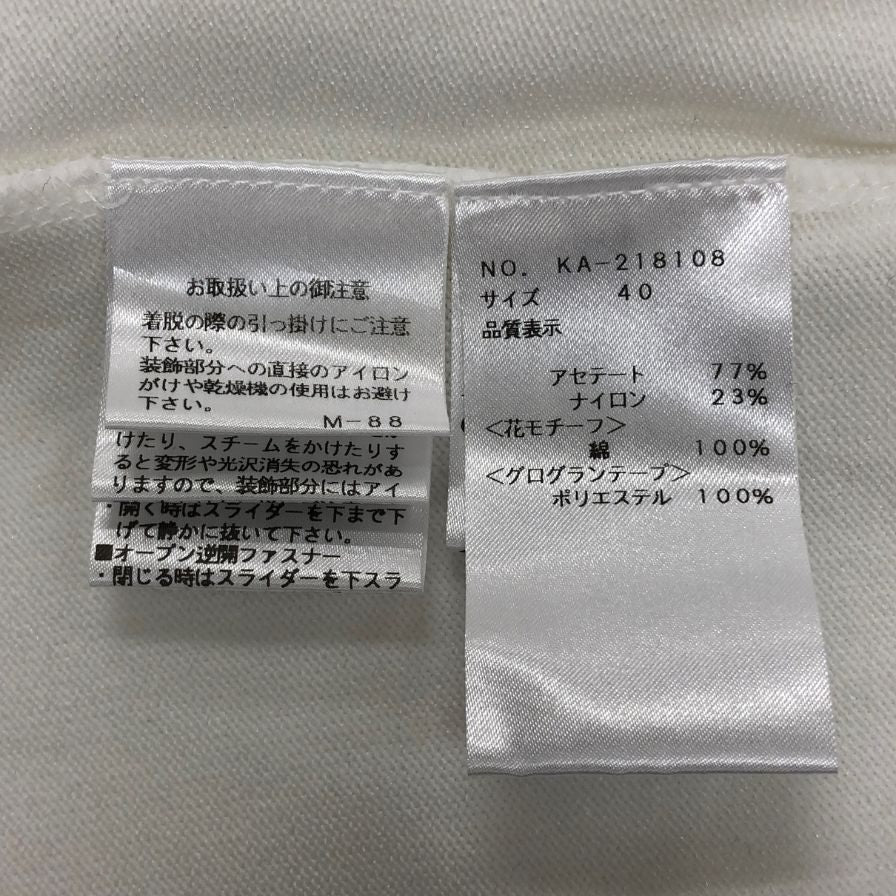 お取扱い上の御注意
着脱の際の引っ掛けにご注意
下さい。
装飾部分への直接のアイロン
がけや乾燥機の使用はお避け
下さい。
M-88
けたり、スチームをかけたりす
ると変形や光沢消失の恐れがあ
りますので、装飾部分にはアイ
・開く時はスライダーを下まで下
げて静かに抜いて下さい。
■オープン逆開ファスナー
・閉じる時はスライダーを下スラ
NO. KA-218108
サイズ 40
品質表示
アセテート 77%
ナイロン 23%
<花モチーフ>
綿 100%
<グログランテープ>
ポリエステル 100%